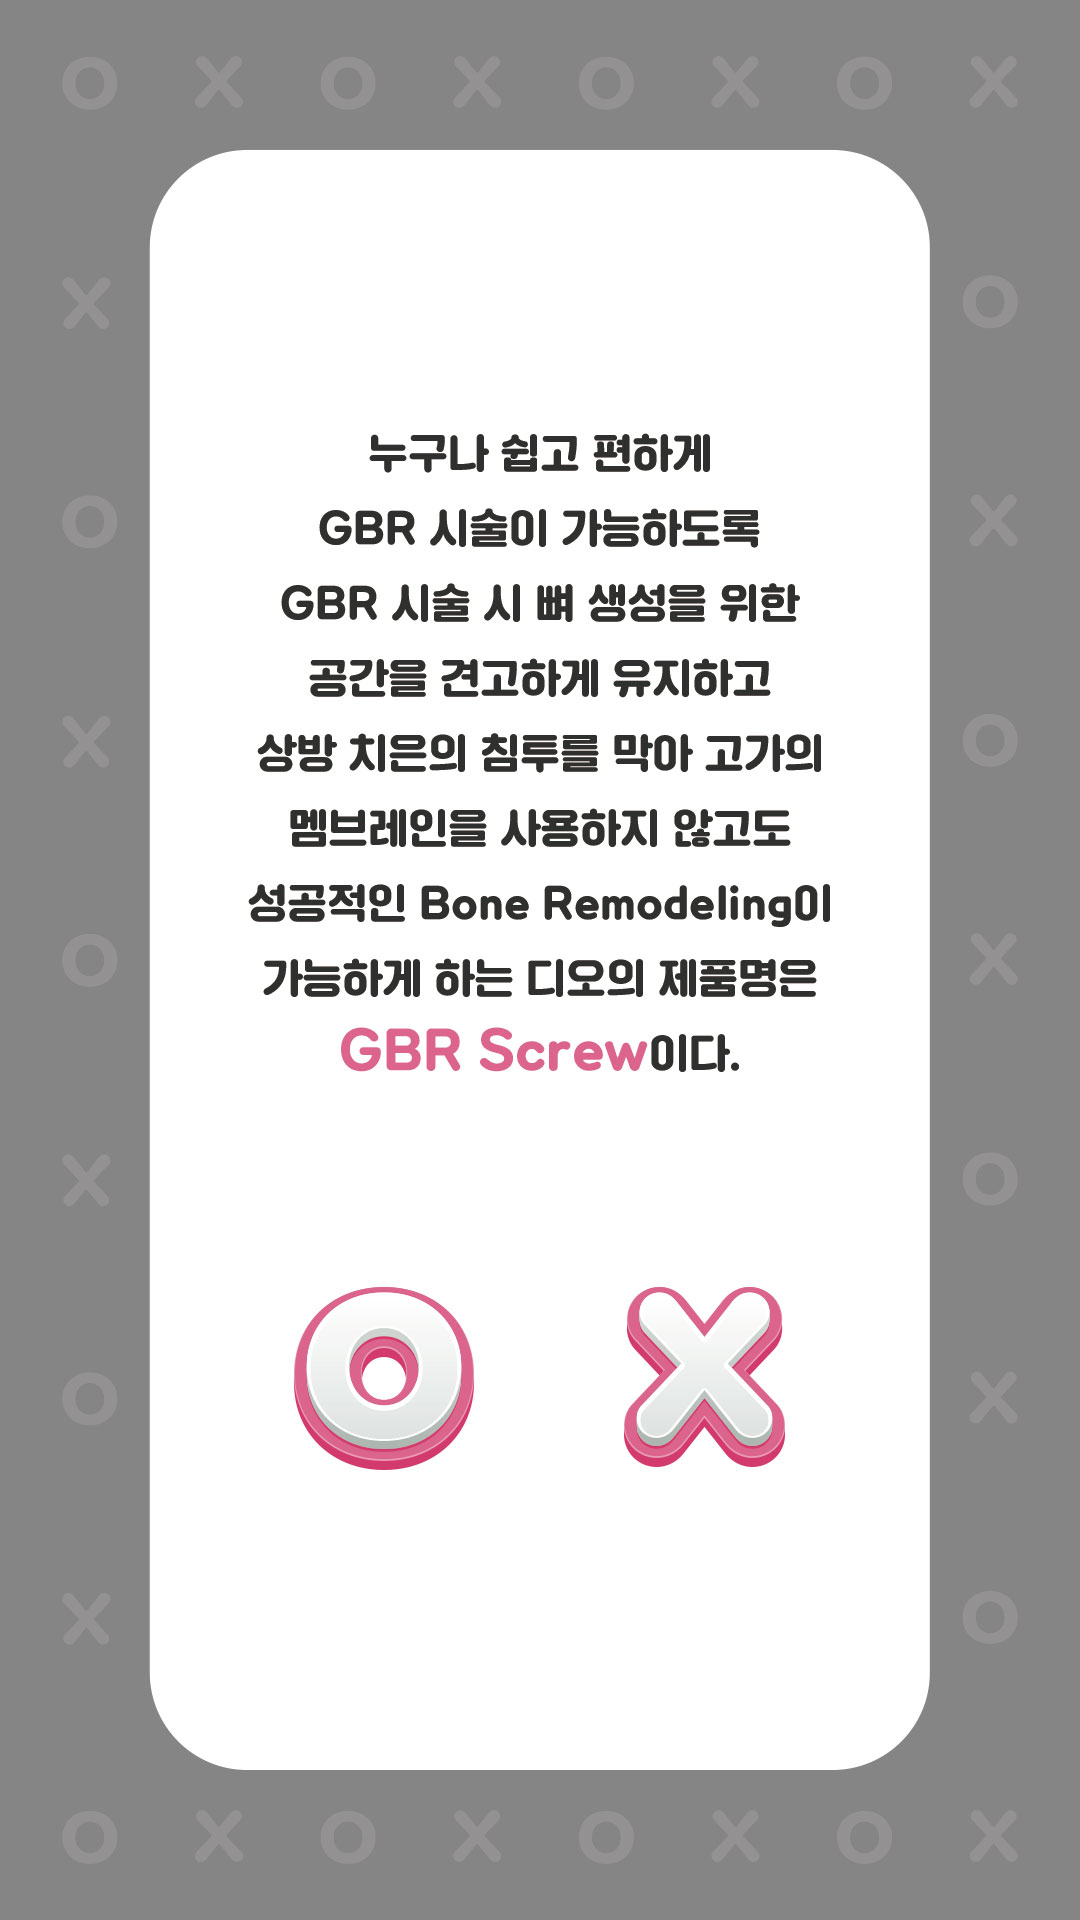 O X O X O X O X
누구나 쉽고 편하게
GBR 시술이 가능하도록
GBR 시술 시 뼈 생성을 위한
공간을 견고하게 유지하고
상방 치은의 침투를 막아 고가의
멤브레인을 사용하지 않고도
성공적인 Bone Remodeling이
가능하게 하는 디오의 제품명은
GBR Screw이다.
O X
X O
O X
X O
O X
X O
O X
X O
O X O X O X O X